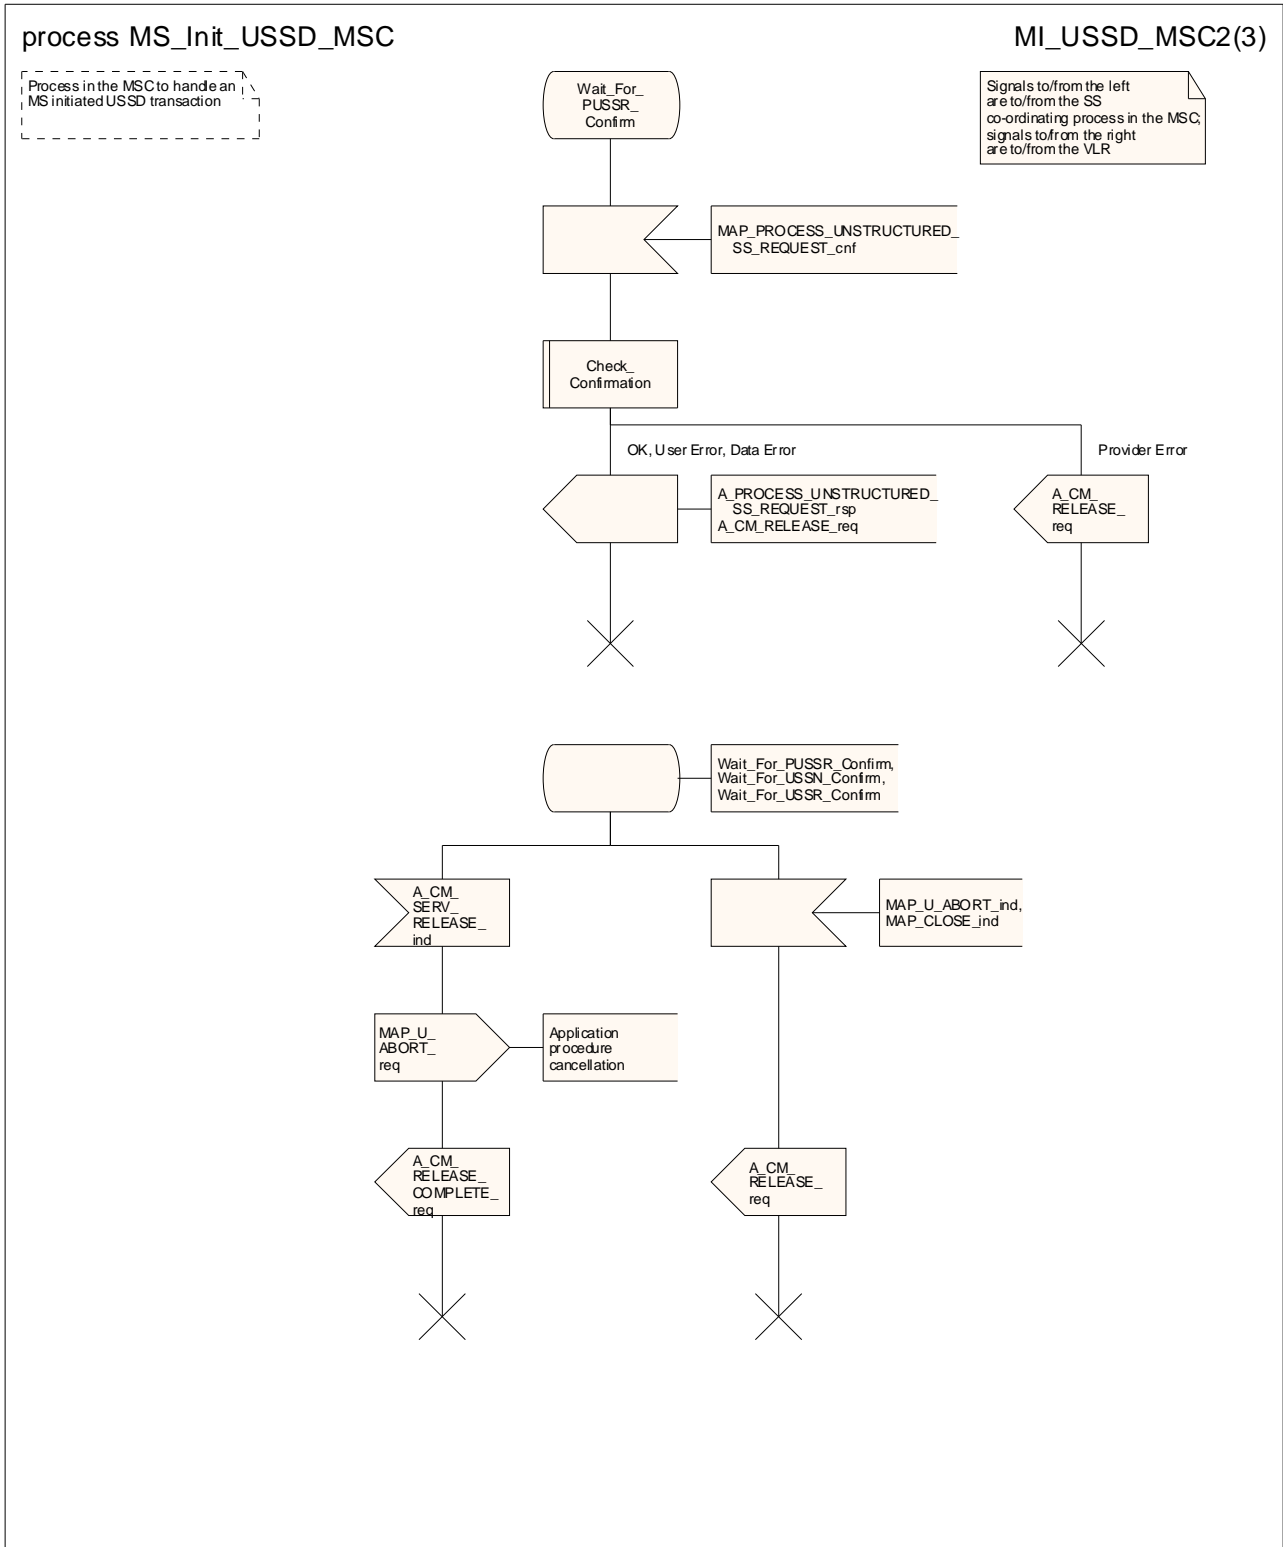 process MS_Init_USSD_MSC
MI_USSD_MSC2(3)
Process in the MSC to handle an
MS initiated USSD transaction
Wait_For_
PUSSR_
Confirm
Signals to/from the left
are to/from the SS
co-ordinating process in the MSC;
signals to/from the right
are to/from the VLR
MAP_PROCESS_UNSTRUCTURED_
SS_REQUEST_cnf
Check_
Confirmation
OK, User Error, Data Error
Provider Error
A_PROCESS_UNSTRUCTURED_
SS_REQUEST_rsp
A_CM_RELEASE_req
A_CM_
RELEASE_
req
Wait_For_PUSSR_Confirm,
Wait_For_USSN_Confirm,
Wait_For_USSR_Confirm
A_CM_
SERV_
RELEASE_
ind
MAP_U_ABORT_ind,
MAP_CLOSE_ind
MAP_U_
ABORT_
req
Application
procedure
cancellation
A_CM_
RELEASE_
COMPLETE_
req
A_CM_
RELEASE_
req